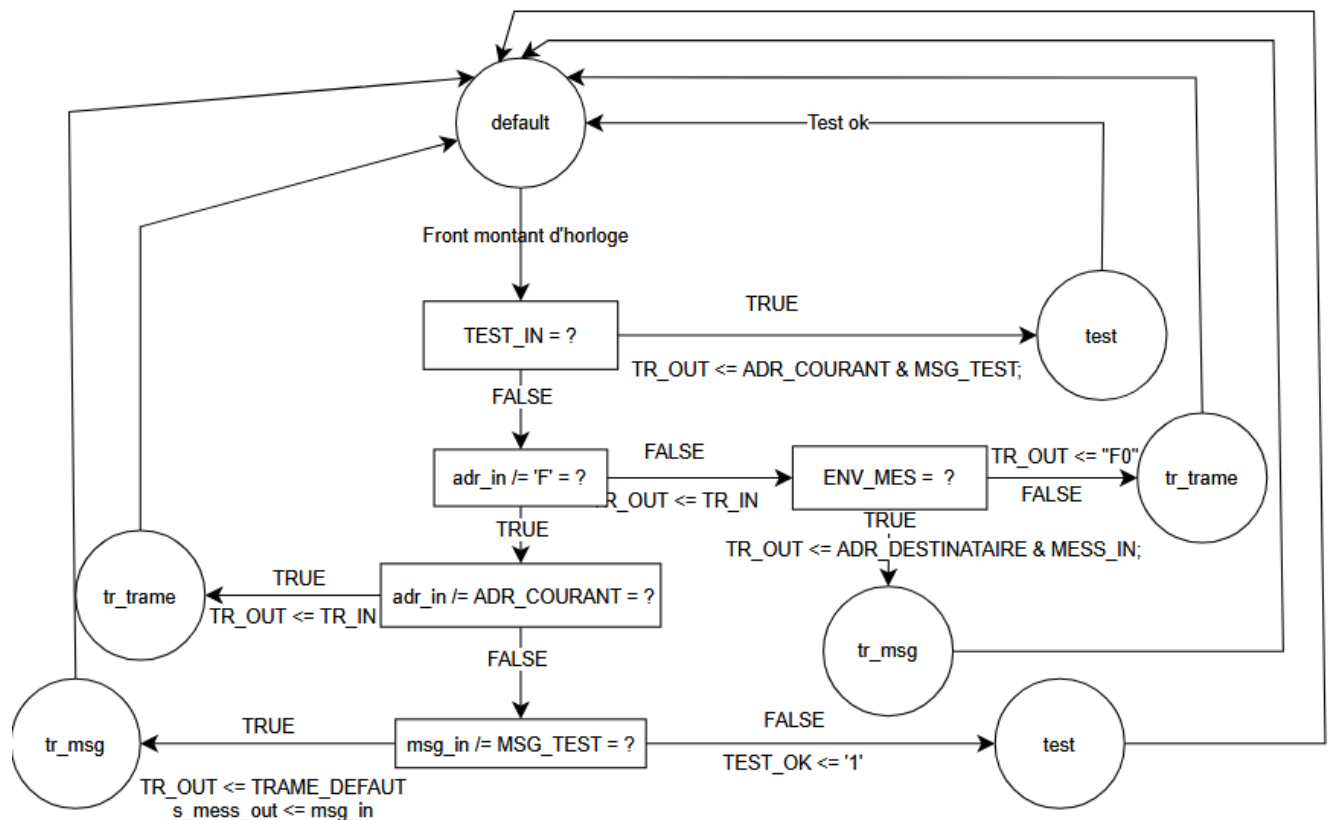 default
Test ok
Front montant d'horloge
TEST_IN = ?
TRUE
test
TR_OUT <= ADR_COURANT & MSG_TEST;
FALSE
adr_in /= 'F' = ?
FALSE
TR_OUT <= TR_IN
ENV_MES = ?
TR_OUT <= "F0"
FALSE
tr_trame
TRUE
TRUE
TR_OUT <= ADR_DESTINATAIRE & MESS_IN;
tr_trame
TRUE
TR_OUT <= TR_IN
adr_in /= ADR_COURANT = ?
FALSE
tr_msg
tr_msg
TRUE
TR_OUT <= TRAME_DEFAUT
s_mess_out <= msg_in
msg_in /= MSG_TEST = ?
FALSE
TEST_OK <= '1'
test